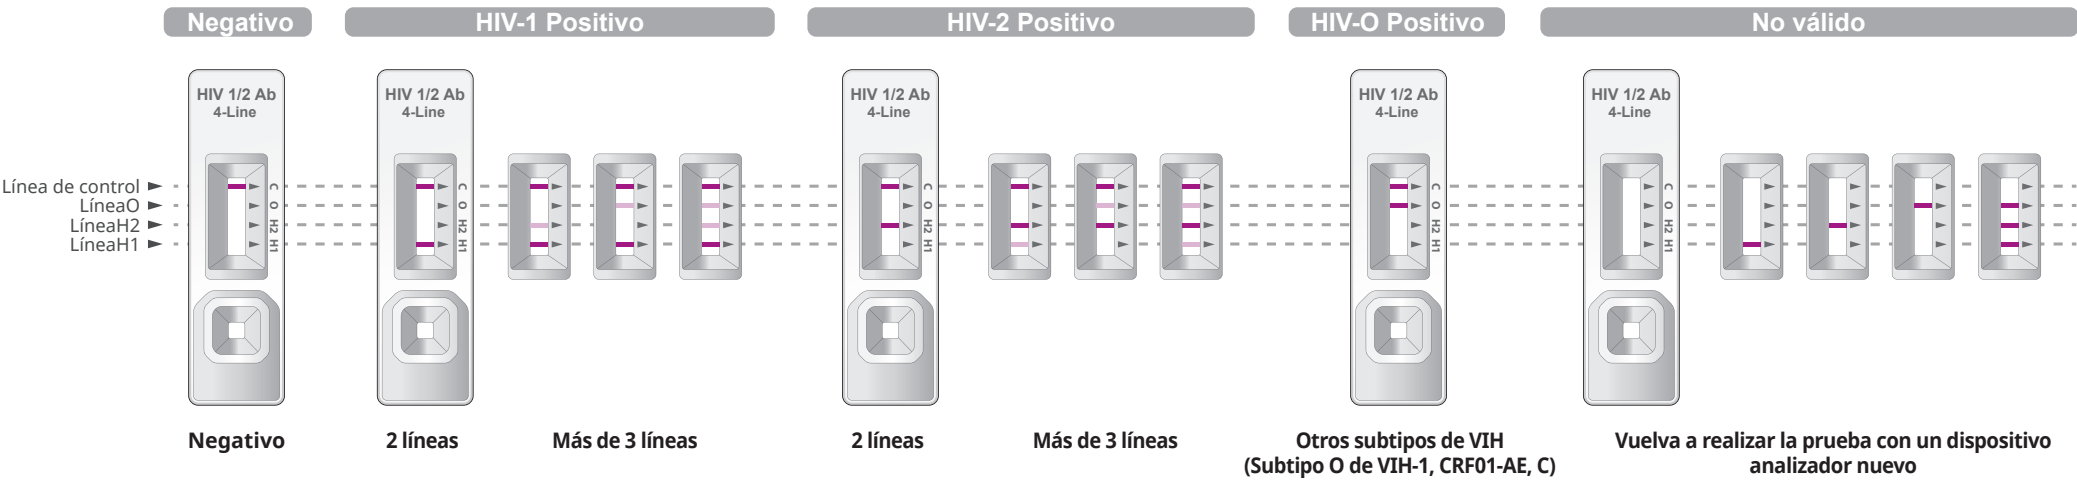 Negativo
HIV-1 Positivo
HIV-2 Positivo
HIV-O Positivo
No válido
HIV 1/2 Ab
4-Line
HIV 1/2 Ab
4-Line
HIV 1/2 Ab
4-Line
HIV 1/2 Ab
4-Line
HIV 1/2 Ab
4-Line
Línea de control
LíneaO
LíneaH2
LíneaH1
C O H2 H1
C O H2 H1
C O H2 H1
C O H2 H1
C O H2 H1
Negativo
2 líneas
Más de 3 líneas
2 líneas
Más de 3 líneas
Otros subtipos de VIH
(Subtipo O de VIH-1, CRF01-AE, C)
Vuelva a realizar la prueba con un dispositivo
analizador nuevo